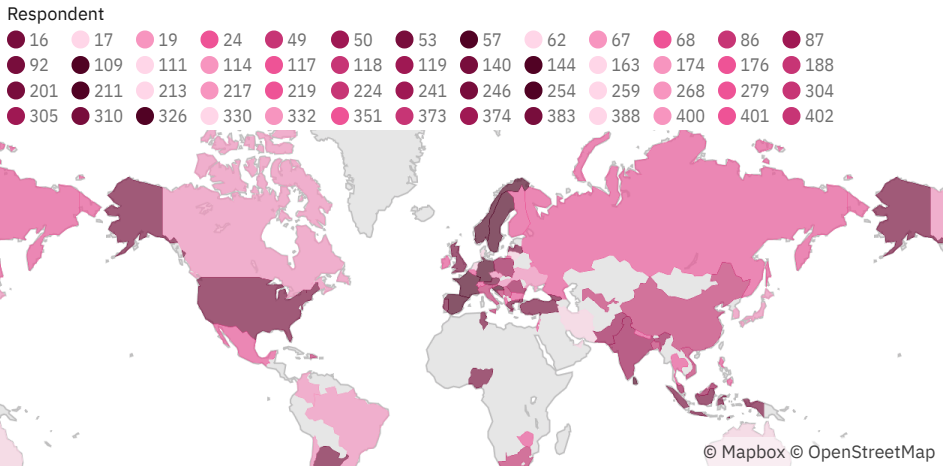 Respondent
16 17 19 24 49 50 53 57 62 67 68 86 87
92 109 111 114 117 118 119 140 144 163 174 176 188
201 211 213 217 219 224 241 246 254 259 268 279 304
305 310 326 330 332 351 373 374 383 388 400 401 402
© Mapbox © OpenStreetMap